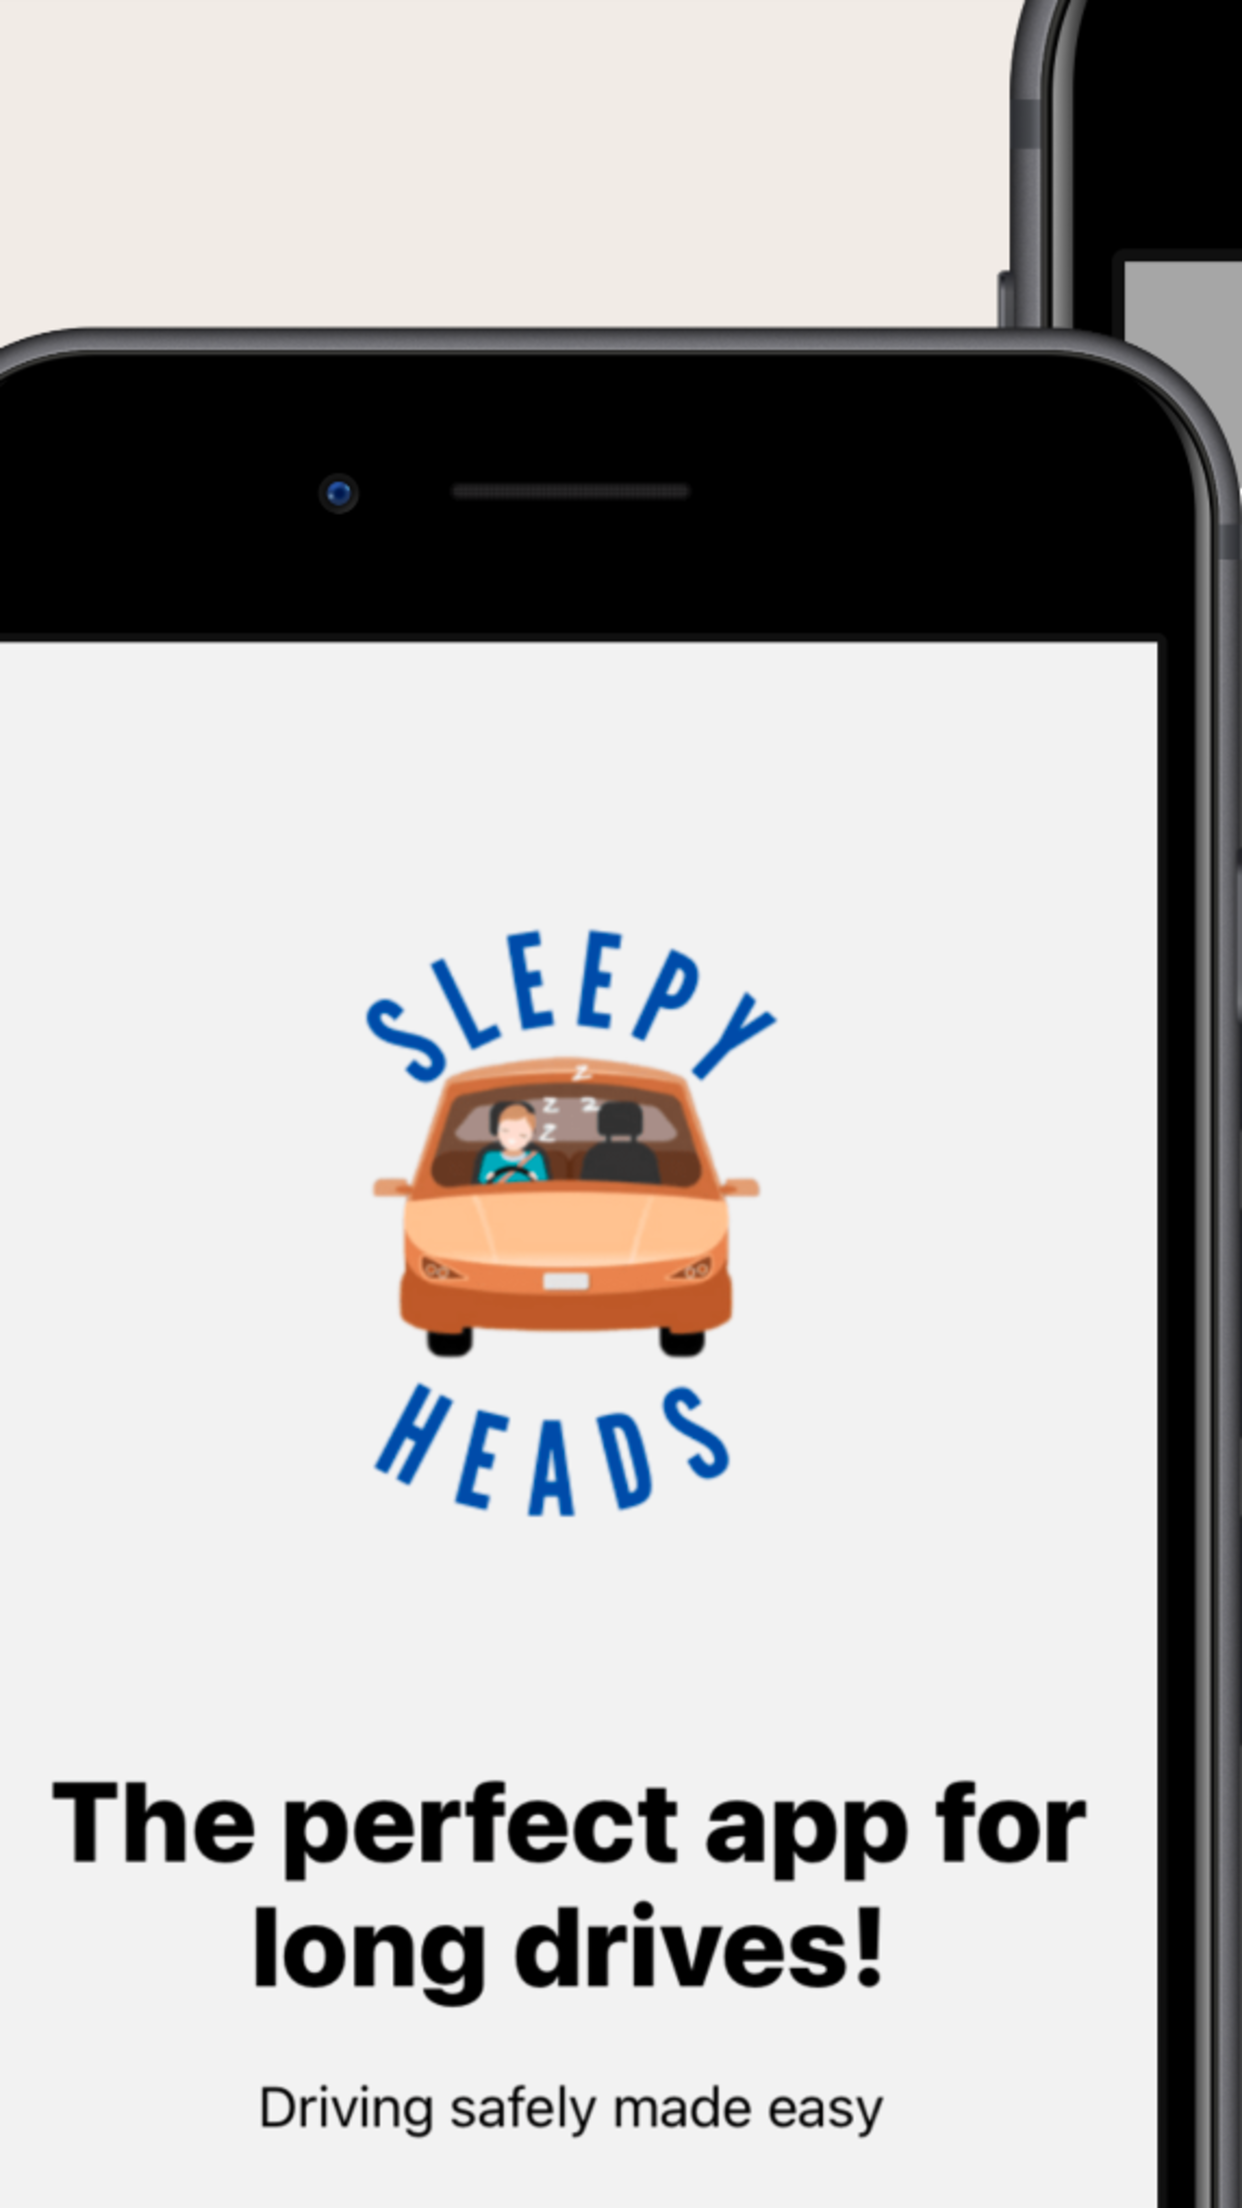 SLEEPY
z
z z
z
HEADS
The perfect app for
long drives!
Driving safely made easy